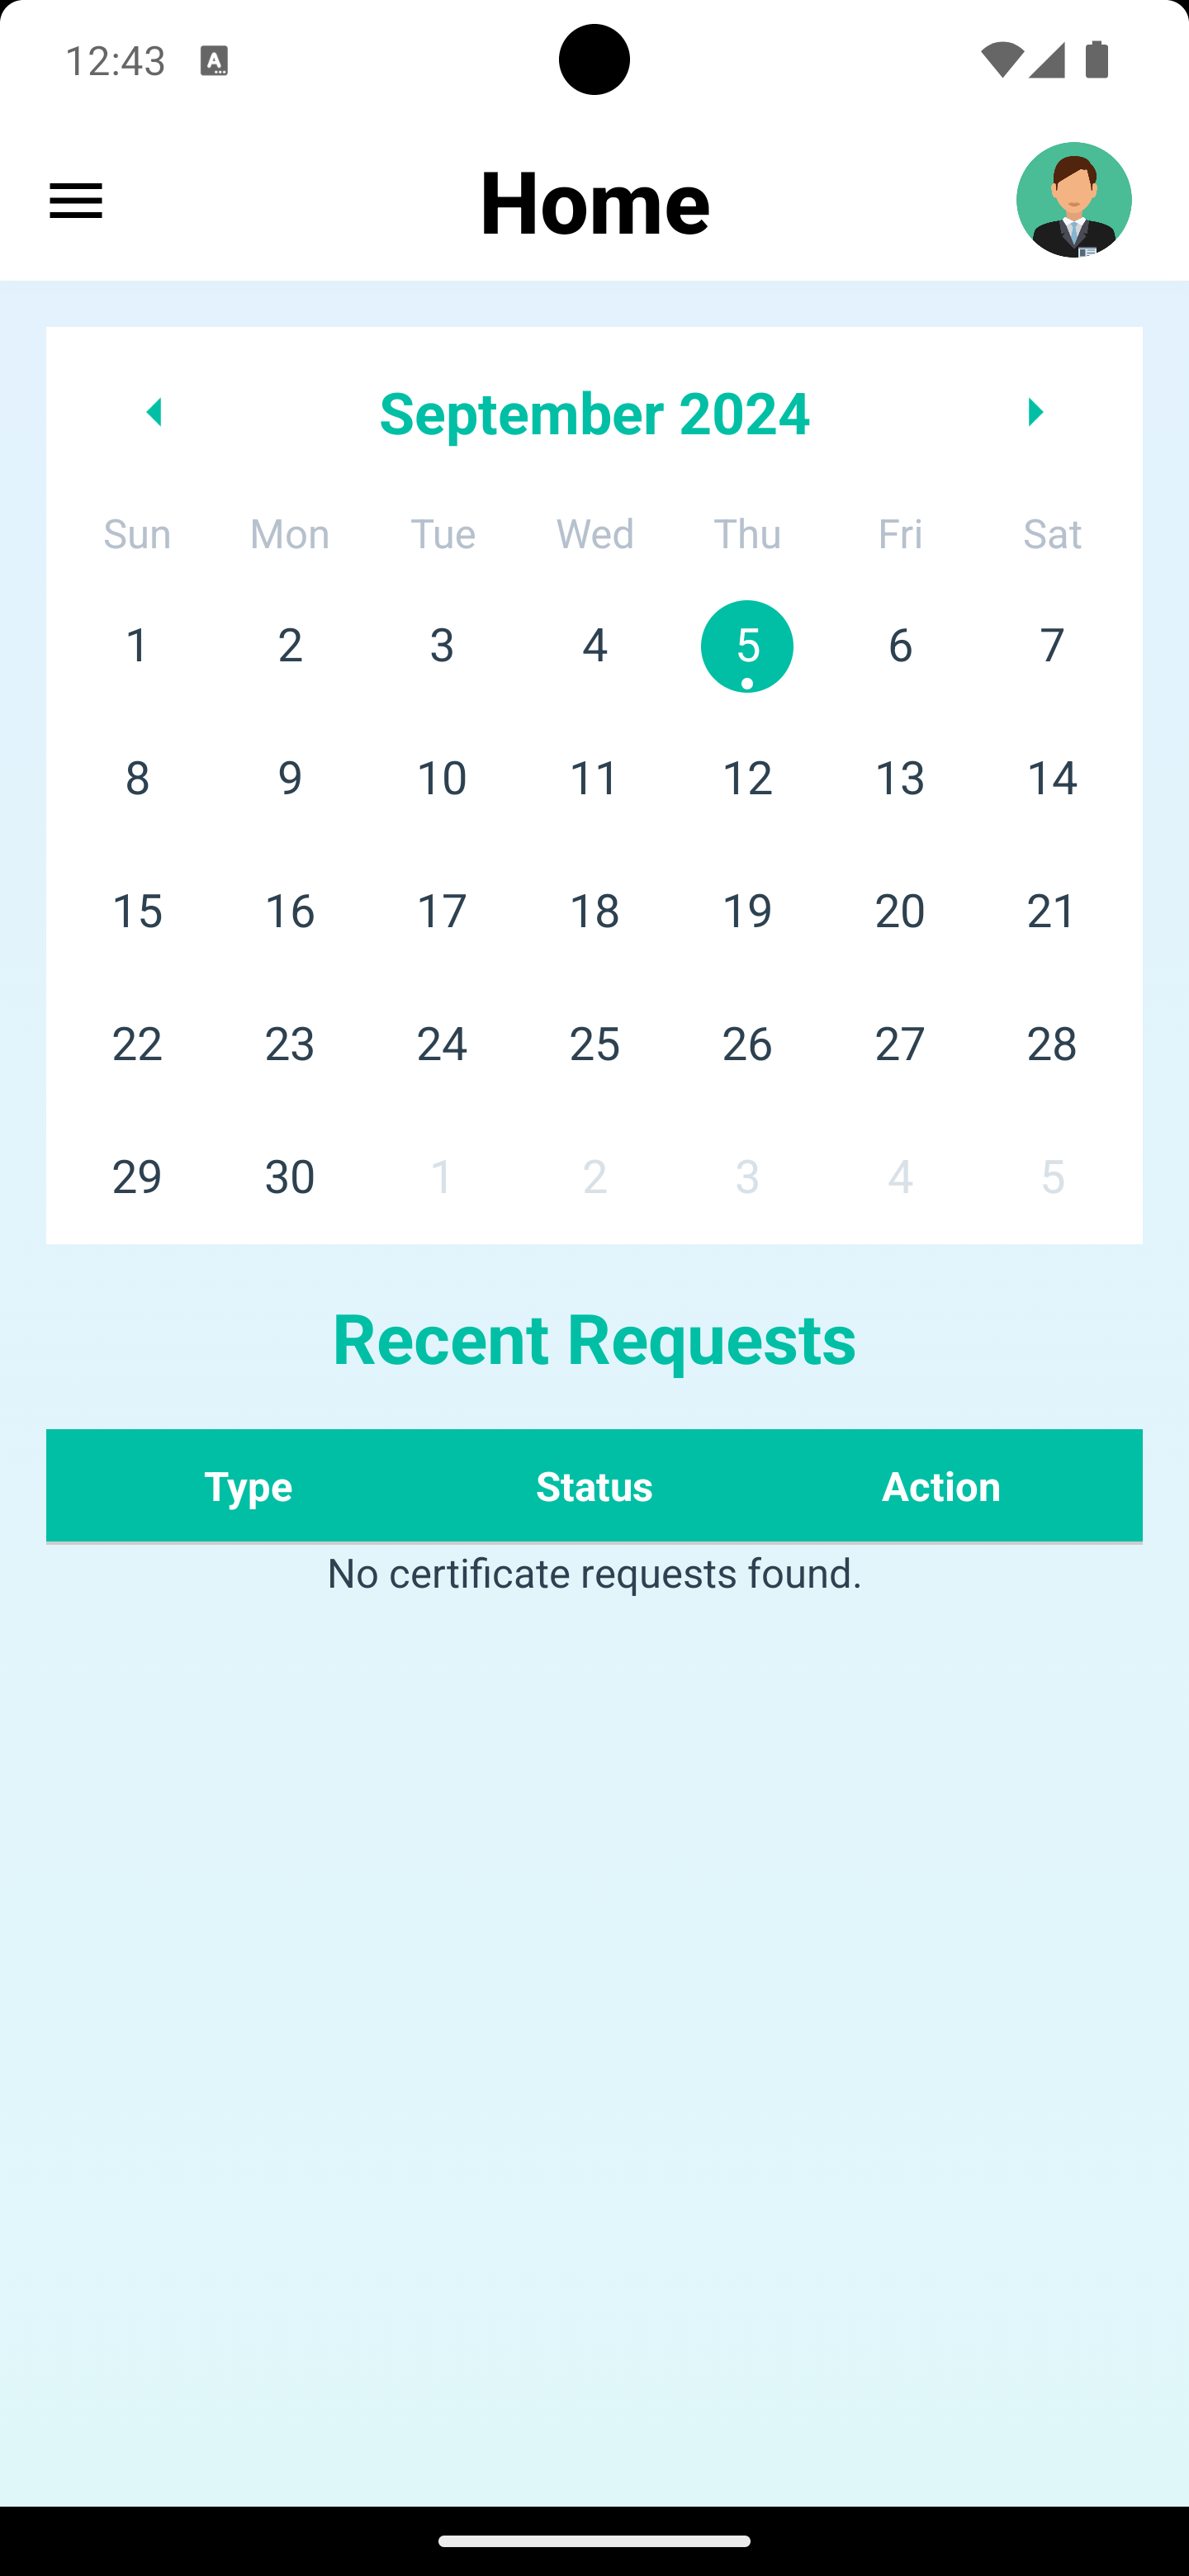 12:43
Home
September 2024
Sun Mon Tue Wed Thu Fri Sat
1 2 3 4 5 6 7
8 9 10 11 12 13 14
15 16 17 18 19 20 21
22 23 24 25 26 27 28
29 30 1 2 3 4 5
Recent Requests
Type Status Action
No certificate requests found.